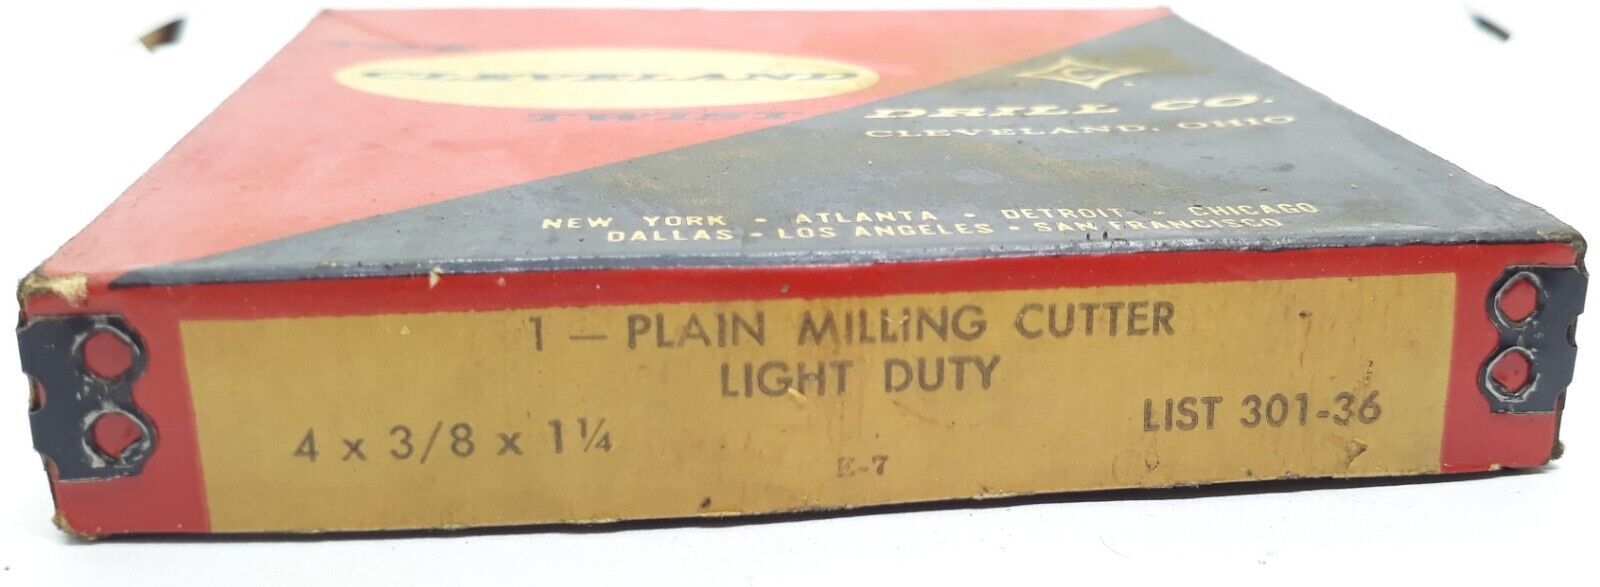 THE
CLEVELAND
TWIST
DRILL CO.
CLEVELAND, OHIO
NEW YORK - ATLANTA - DETROIT - CHICAGO
DALLAS - LOS ANGELES - SAN FRANCISCO
1 — PLAIN MILLING CUTTER
LIGHT DUTY
4 x 3/8 x 1¼
LIST 301-36
E-7